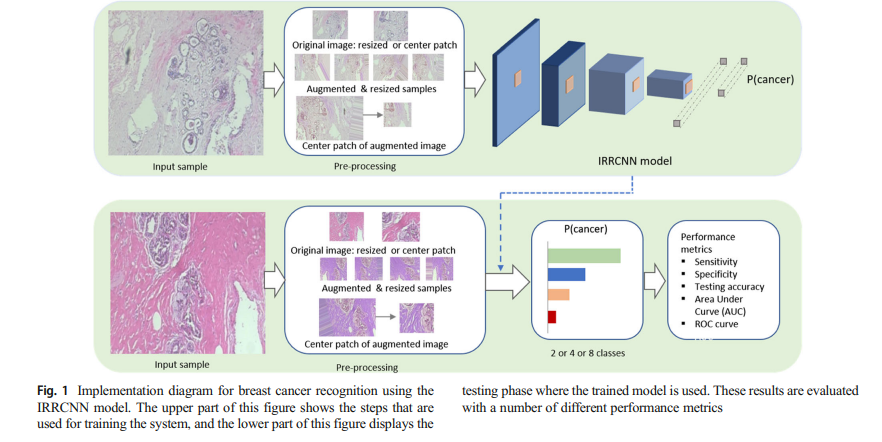 Original image: resized or center patch
Augmented & resized samples
Center patch of augmented image
Input sample
Pre-processing
IRRCNN model
P(cancer)
Original image: resized or center patch
Augmented & resized samples
Center patch of augmented image
Input sample
Pre-processing
P(cancer)
2 or 4 or 8 classes
Performance
metrics
▪ Sensitivity
▪ Specificity
▪ Testing accuracy
▪ Area Under
Curve (AUC)
▪ ROC curve
Fig. 1 Implementation diagram for breast cancer recognition using the
IRRCNN model. The upper part of this figure shows the steps that are
used for training the system, and the lower part of this figure displays the
testing phase where the trained model is used. These results are evaluated
with a number of different performance metrics